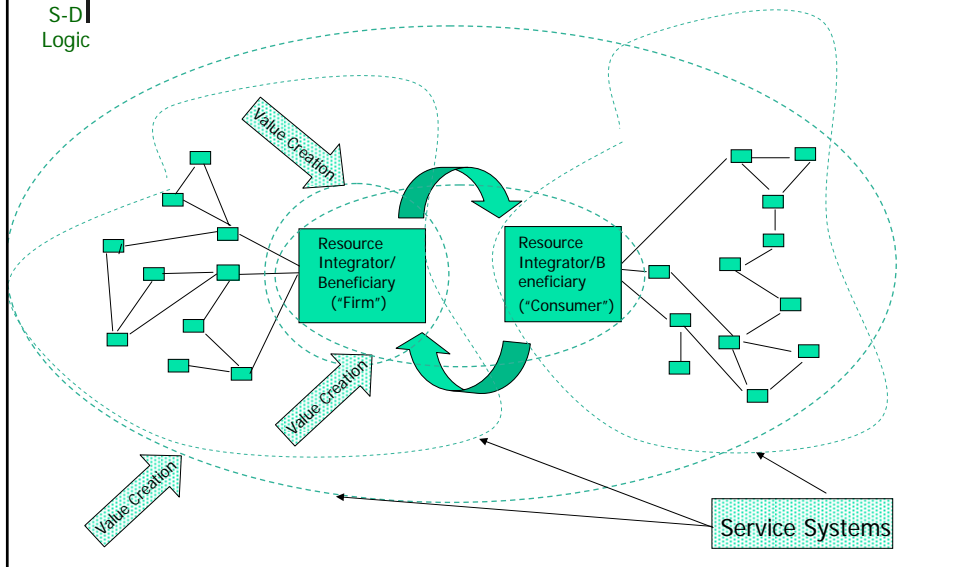 S-D
Logic
Value Creation
Resource
Integrator/
Beneficiary
("Firm")
Resource
Integrator/B
eneficiary
("Consumer")
Value Creation
Value Creation
Service Systems